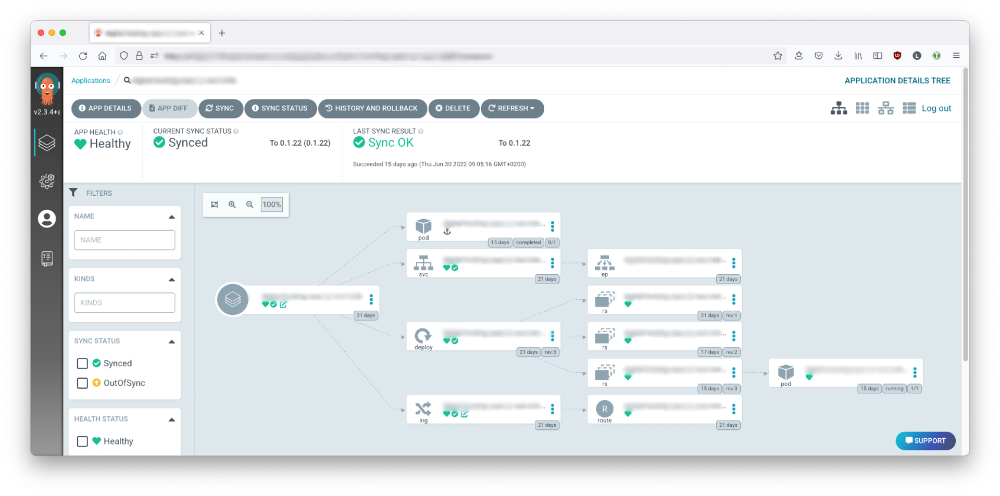 Applications /
APPLICATION DETAILS TREE
v2.3.4+a
APP DETAILS
APP DIFF
SYNC
SYNC STATUS
HISTORY AND ROLLBACK
DELETE
REFRESH
Log out
APP HEALTH
Healthy
CURRENT SYNC STATUS
Synced
To 0.1.22 (0.1.22)
LAST SYNC RESULT
Sync OK
To 0.1.22
Succeeded 15 days ago (Thu Jun 30 2022 09:05:16 GMT+0200)
FILTERS
NAME
NAME
KINDS
KINDS
SYNC STATUS
Synced
OutOfSync
HEALTH STATUS
Healthy
100%
21 days
pod
15 days completed 0/1
svc
21 days
ep
21 days
deploy
21 days rev:3
rs
21 days rev:1
rs
17 days rev:2
rs
15 days rev:3
pod
15 days running 1/1
ing
21 days
R
route
21 days
SUPPORT